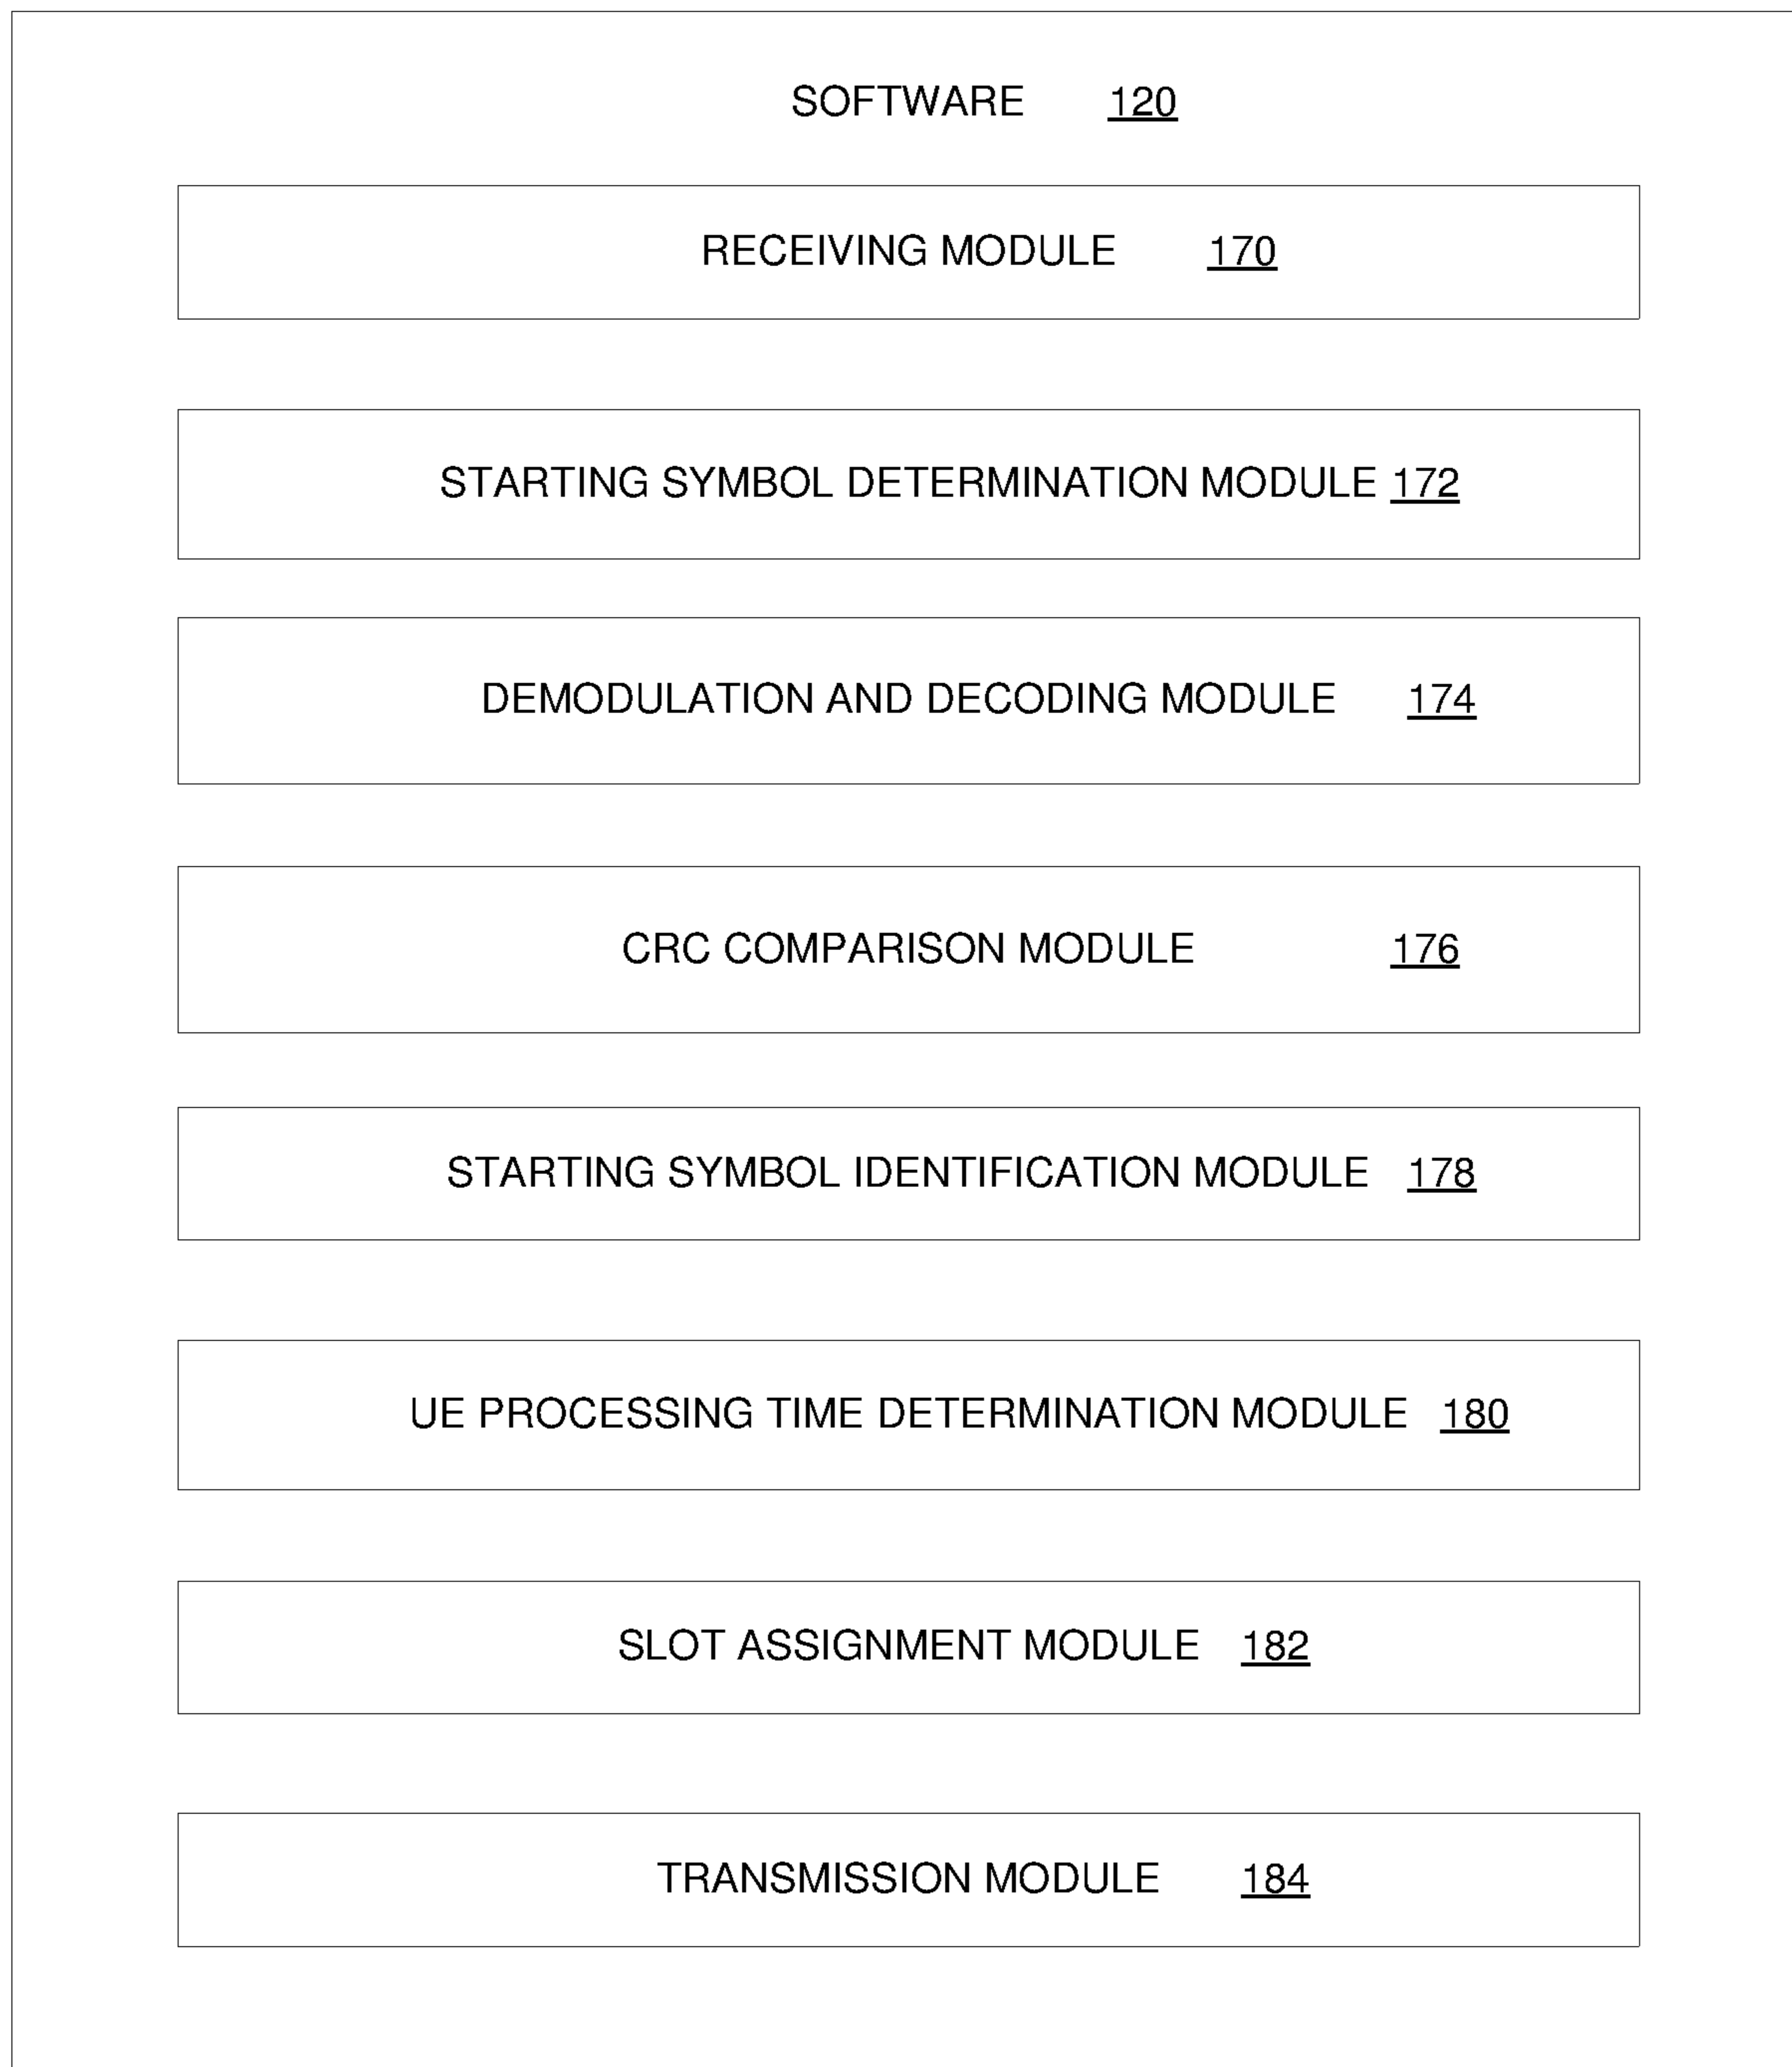 SOFTWARE 120
RECEIVING MODULE 170
STARTING SYMBOL DETERMINATION MODULE 172
DEMODULATION AND DECODING MODULE 174
CRC COMPARISON MODULE 176
STARTING SYMBOL IDENTIFICATION MODULE 178
UE PROCESSING TIME DETERMINATION MODULE 180
SLOT ASSIGNMENT MODULE 182
TRANSMISSION MODULE 184